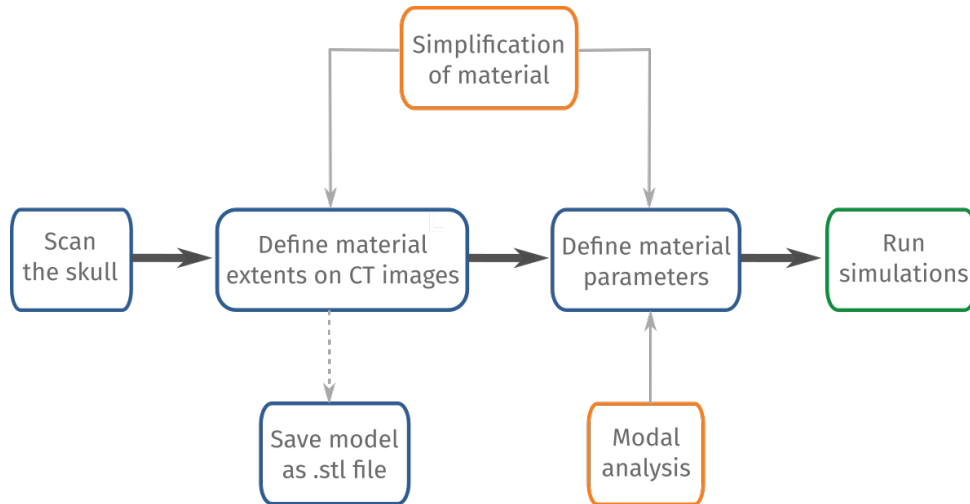 Simplification
of material
Scan
the skull
Define material
extents on CT images
Define material
parameters
Run
simulations
Save model
as .stl file
Modal
analysis